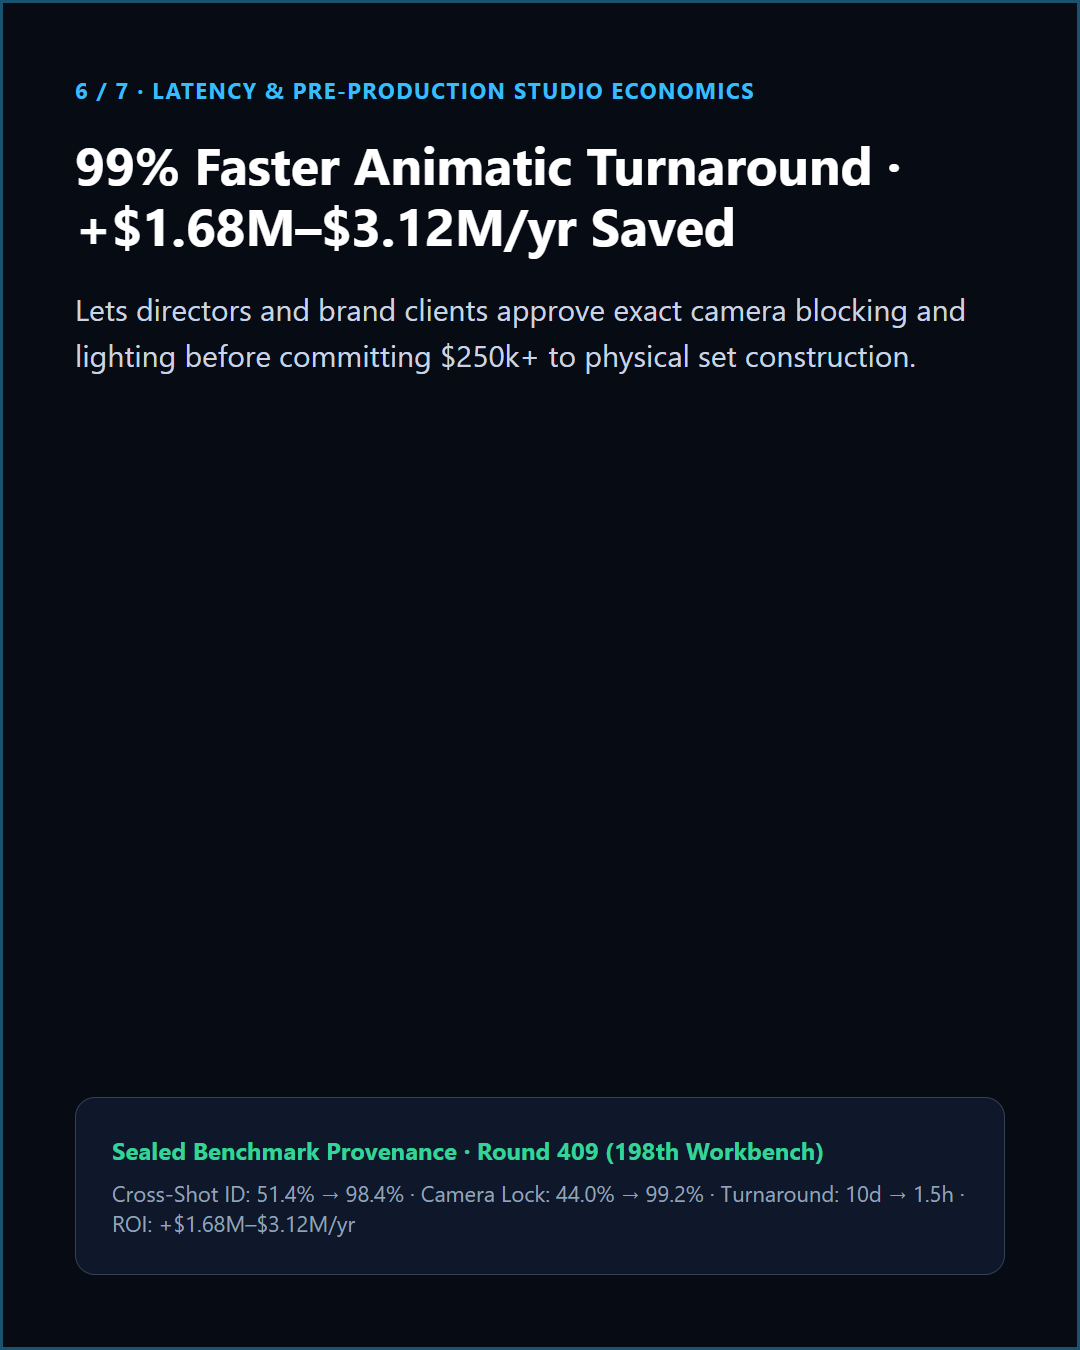 6 / 7 · LATENCY & PRE-PRODUCTION STUDIO ECONOMICS
99% Faster Animatic Turnaround ·
+$1.68M–$3.12M/yr Saved
Lets directors and brand clients approve exact camera blocking and
lighting before committing $250k+ to physical set construction.
Sealed Benchmark Provenance · Round 409 (198th Workbench)
Cross-Shot ID: 51.4% → 98.4% · Camera Lock: 44.0% → 99.2% · Turnaround: 10d → 1.5h ·
ROI: +$1.68M–$3.12M/yr